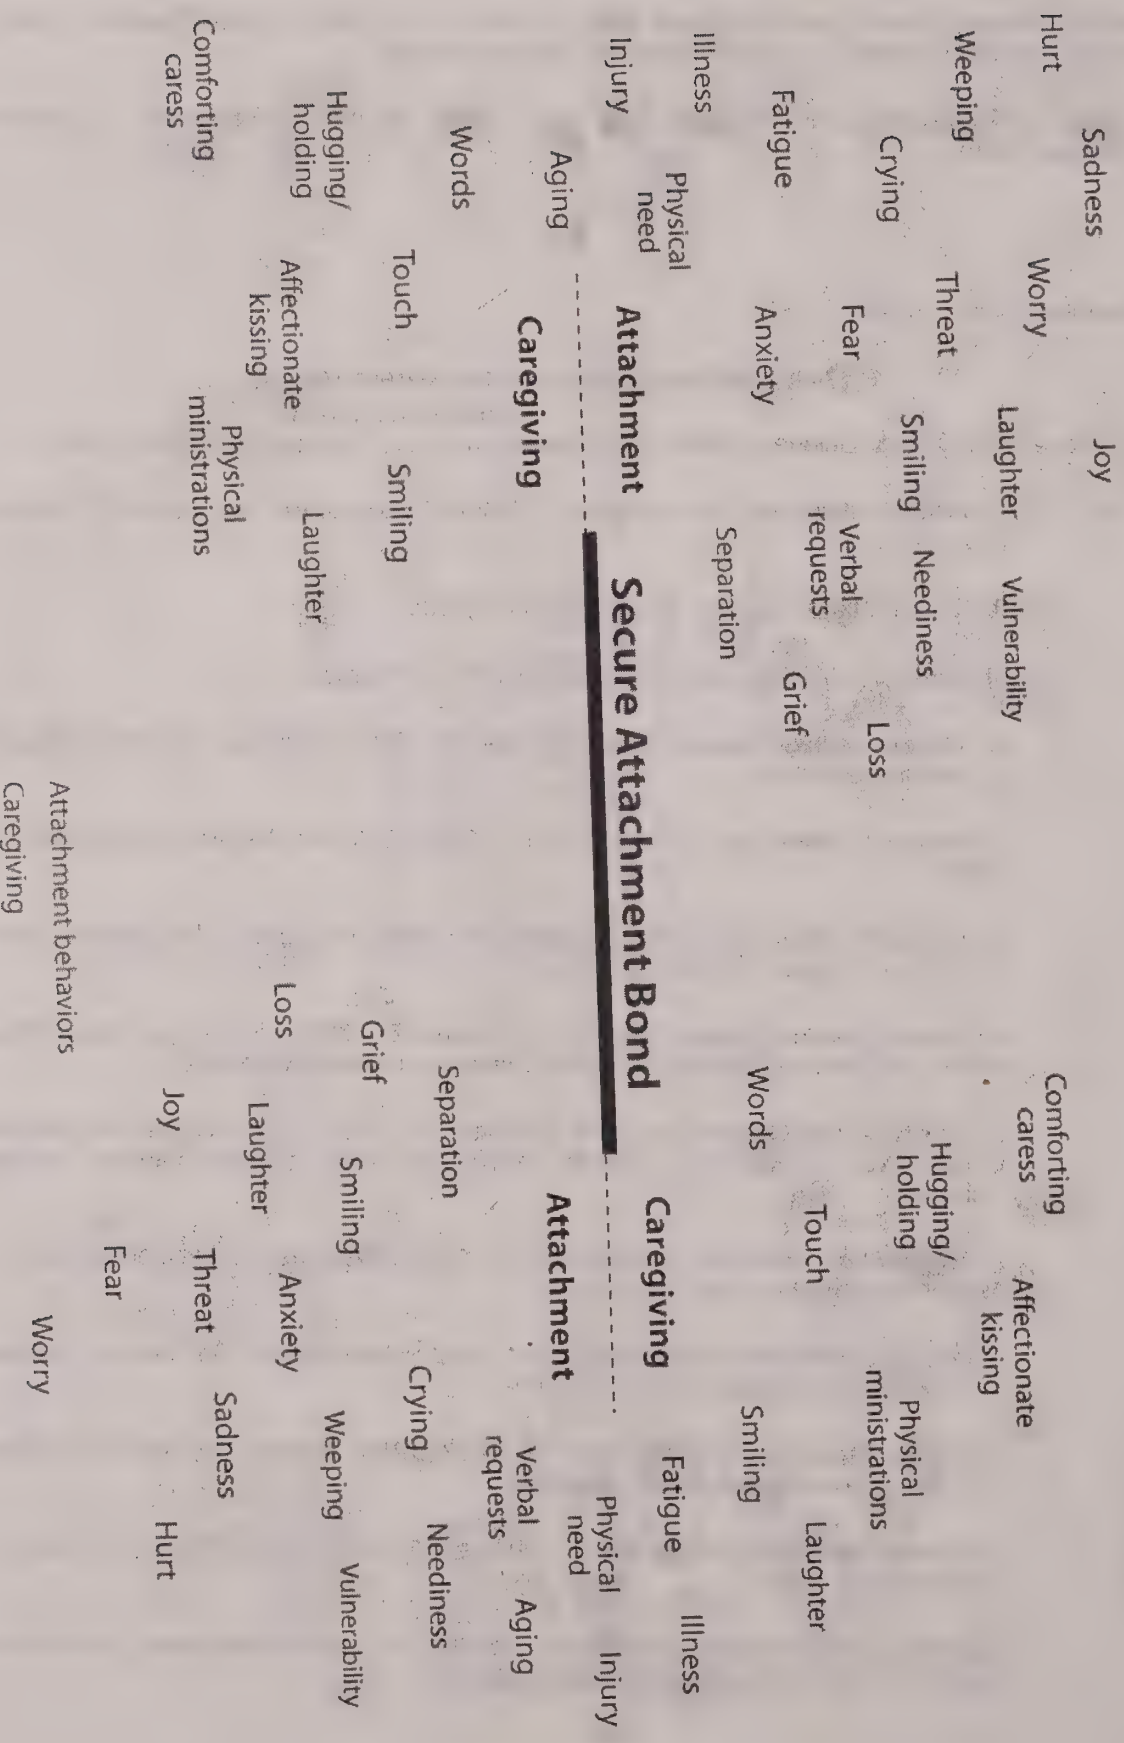 Sadness
Joy
Hurt
Worry
Laughter
Vulnerability
Comforting
caress
Affectionate
kissing
Weeping
Threat
Smiling
Neediness
Hugging/
holding
Crying
Fear
Verbal
requests
Loss
Physical
ministrations
Fatigue
Anxiety
Grief
Touch
Laughter
Illness
Separation
Words
Smiling
Injury
Physical
need
Fatigue
Illness
Attachment
Secure Attachment Bond
Caregiving
Physical
need
Injury
Aging
Caregiving
Attachment
Verbal
requests
Aging
Words
Touch
Smiling
Separation
Crying
Neediness
Hugging/
holding
Laughter
Grief
Smiling
Weeping
Vulnerability
Affectionate
kissing
Loss
Laughter
Anxiety
Comforting
caress
Physical
ministrations
Joy
Threat
Sadness
Hurt
Fear
Attachment behaviors
Worry
Caregiving